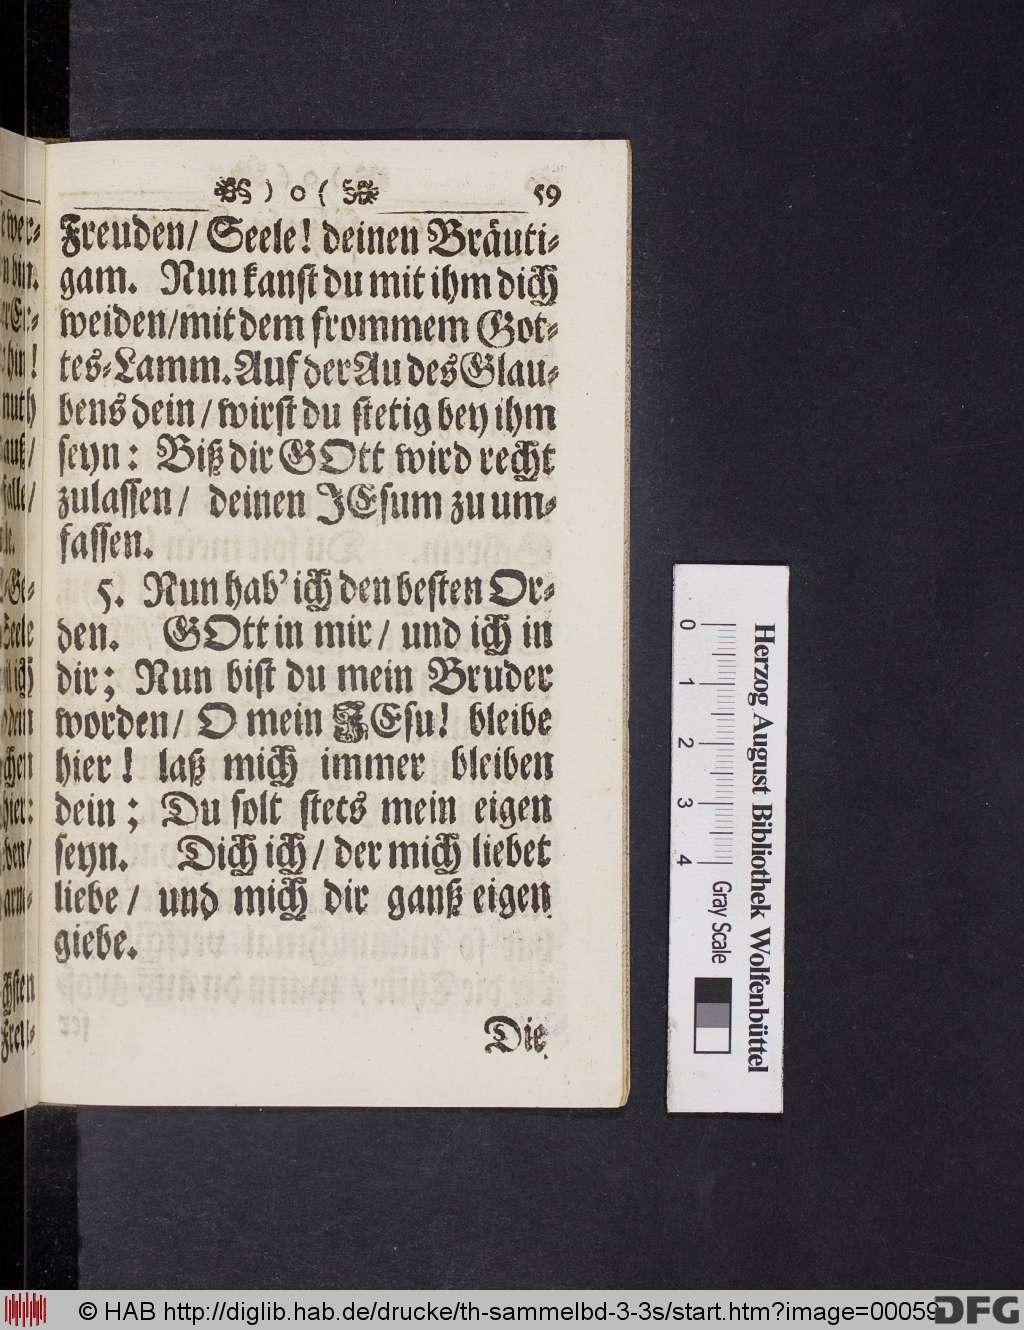 ) o ( 59
Freuden/ Seele! deinen Bräuti-
gam. Nun kanst du mit ihm dich
weiden/mit dem frommem Got-
tes-Lamm. Auf der Au des Glau-
bens dein / wirst du stetig bey ihm
seyn: Biß dir GOtt wird recht
zulassen/ deinen JEsum zu um-
fassen.
5. Nun hab' ich den besten Or-
den. GOtt in mir/ und ich in
dir; Nun bist du mein Bruder
worden/ O mein JEsu! bleibe
hier! laß mich immer bleiben
dein; Du solt stets mein eigen
seyn. Dich ich/ der mich liebet
liebe/ und mich dir gantz eigen
giebe.
Die
Herzog August Bibliothek Wolfenbüttel
0 1 2 3 4 Gray Scale
© HAB http://diglib.hab.de/drucke/th-sammelbd-3-3s/start.htm?image=00059
DFG